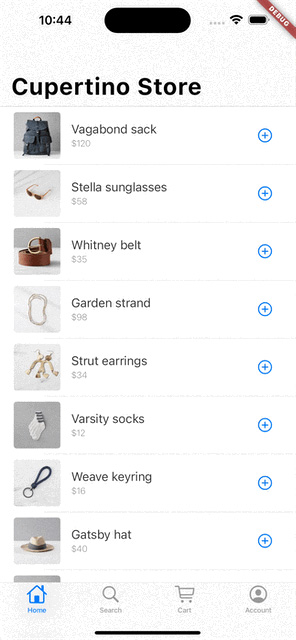 10:44
DEBUG
Cupertino Store
Vagabond sack
$120
Stella sunglasses
$58
Whitney belt
$35
Garden strand
$98
Strut earrings
$34
Varsity socks
$12
Weave keyring
$16
Gatsby hat
$40
Home
Search
Cart
Account